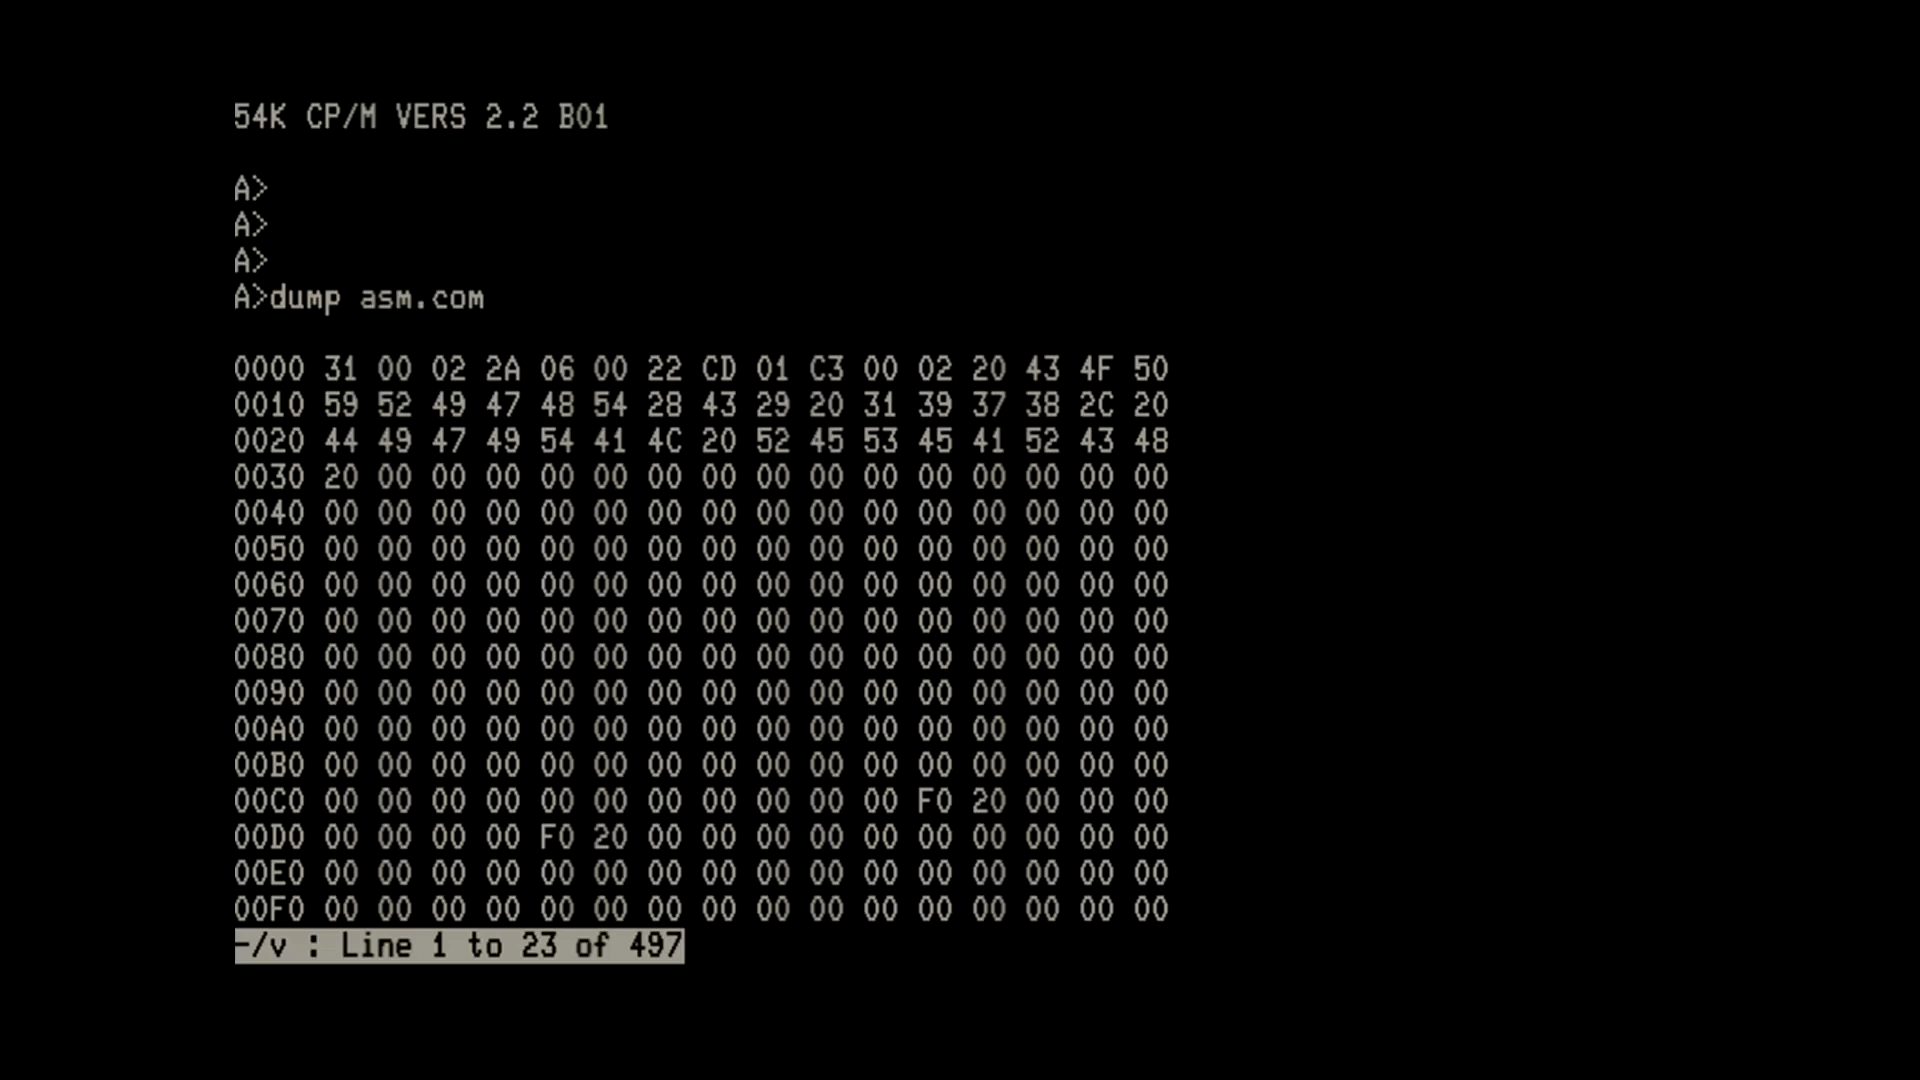 54K CP/M VERS 2.2 B01
A>
A>
A>
A>dump asm.com
0000 31 00 02 2A 06 00 22 CD 01 C3 00 02 20 43 4F 50
0010 59 52 49 47 48 54 28 43 29 20 31 39 37 38 2C 20
0020 44 49 47 49 54 41 4C 20 52 45 53 45 41 52 43 48
0030 20 00 00 00 00 00 00 00 00 00 00 00 00 00 00 00
0040 00 00 00 00 00 00 00 00 00 00 00 00 00 00 00 00
0050 00 00 00 00 00 00 00 00 00 00 00 00 00 00 00 00
0060 00 00 00 00 00 00 00 00 00 00 00 00 00 00 00 00
0070 00 00 00 00 00 00 00 00 00 00 00 00 00 00 00 00
0080 00 00 00 00 00 00 00 00 00 00 00 00 00 00 00 00
0090 00 00 00 00 00 00 00 00 00 00 00 00 00 00 00 00
00A0 00 00 00 00 00 00 00 00 00 00 00 00 00 00 00 00
00B0 00 00 00 00 00 00 00 00 00 00 00 00 00 00 00 00
00C0 00 00 00 00 00 00 00 00 00 00 00 F0 20 00 00 00
00D0 00 00 00 00 F0 20 00 00 00 00 00 00 00 00 00 00
00E0 00 00 00 00 00 00 00 00 00 00 00 00 00 00 00 00
00F0 00 00 00 00 00 00 00 00 00 00 00 00 00 00 00 00
-/v : Line 1 to 23 of 497